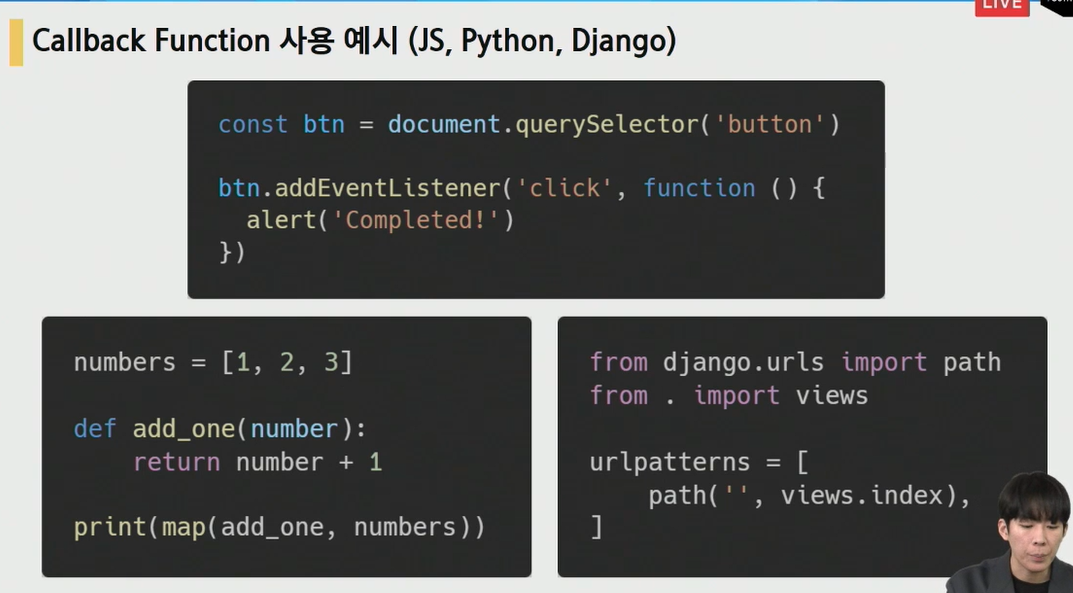 LIVE
Callback Function 사용 예시 (JS, Python, Django)
const btn = document.querySelector('button')
btn.addEventListener('click', function () {
  alert('Completed!')
})
numbers = [1, 2, 3]
def add_one(number):
    return number + 1
print(map(add_one, numbers))
from django.urls import path
from . import views
urlpatterns = [
    path('', views.index),
]